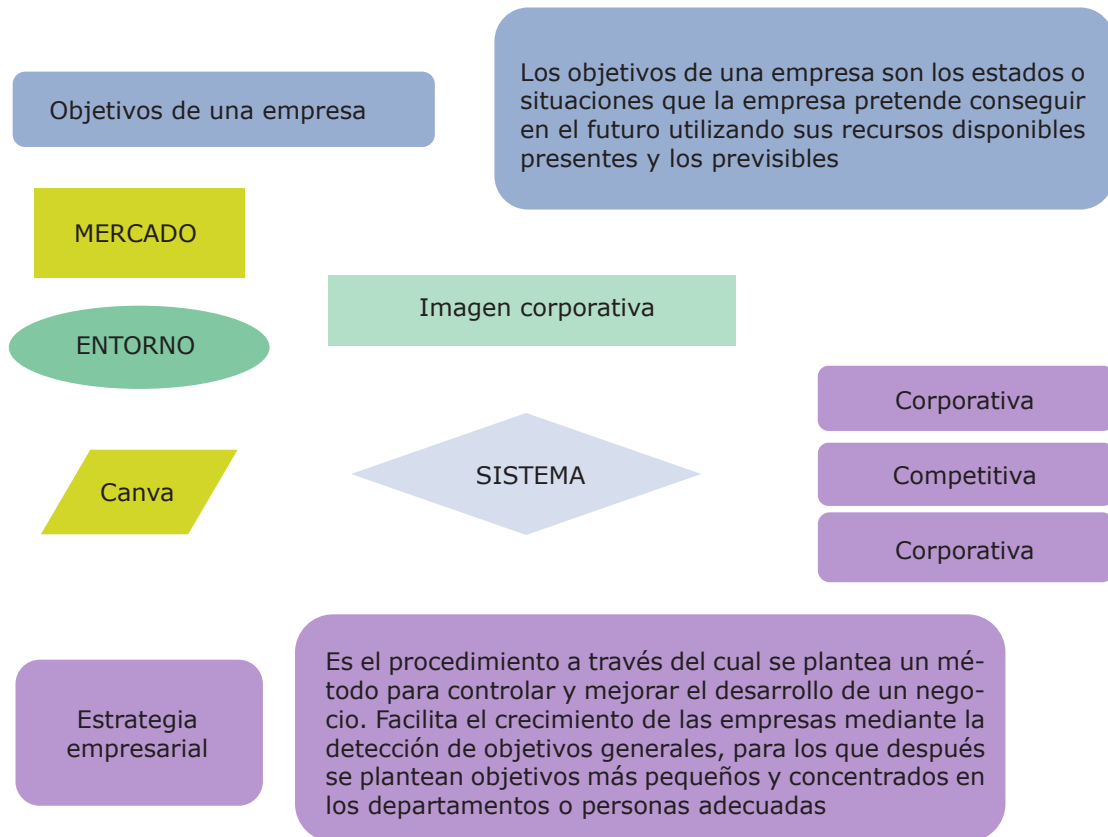 Objetivos de una empresa
Los objetivos de una empresa son los estados o
situaciones que la empresa pretende conseguir
en el futuro utilizando sus recursos disponibles
presentes y los previsibles
MERCADO
Imagen corporativa
ENTORNO
Corporativa
Canva
SISTEMA
Competitiva
Corporativa
Estrategia
empresarial
Es el procedimiento a través del cual se plantea un mé-
todo para controlar y mejorar el desarrollo de un nego-
cio. Facilita el crecimiento de las empresas mediante la
detección de objetivos generales, para los que después
se plantean objetivos más pequeños y concentrados en
los departamentos o personas adecuadas